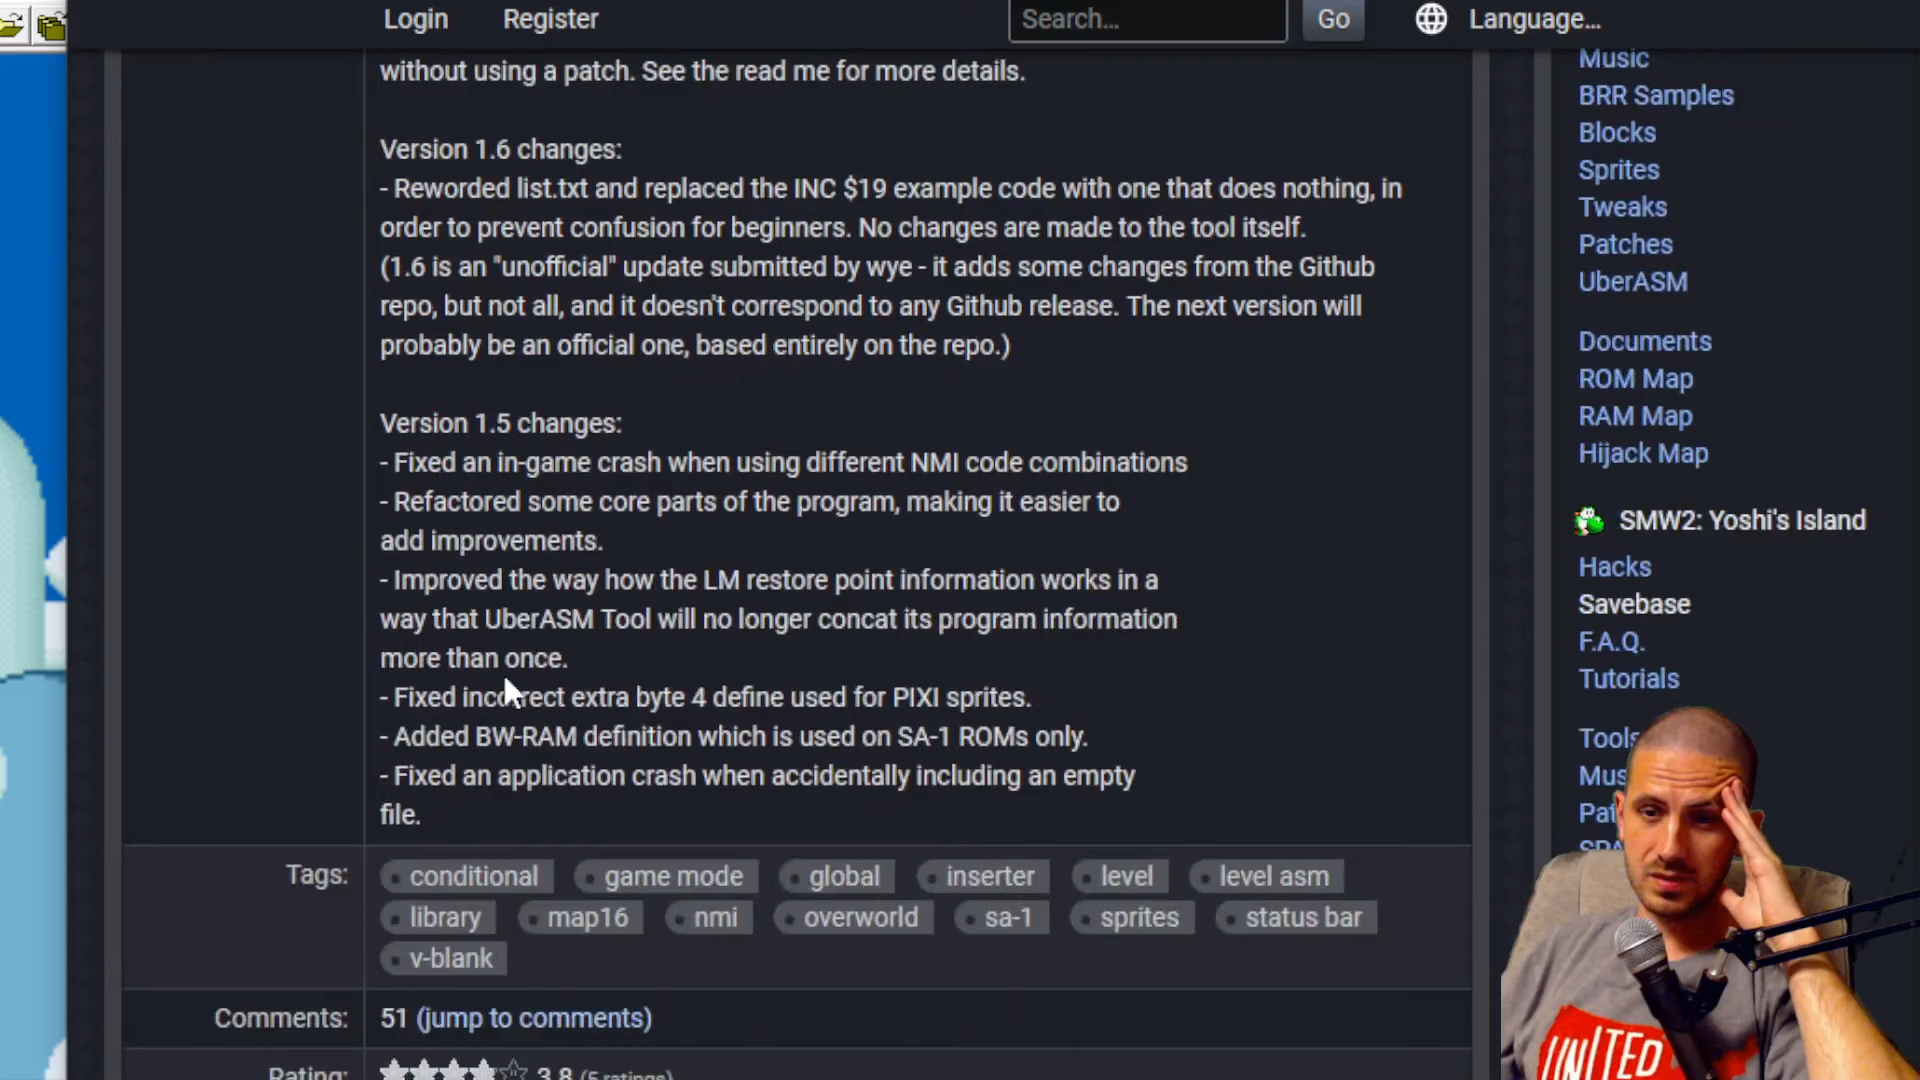 Login
Register
Search...
Go
Language...
without using a patch. See the read me for more details.
Version 1.6 changes:
- Reworded list.txt and replaced the INC $19 example code with one that does nothing, in
order to prevent confusion for beginners. No changes are made to the tool itself.
(1.6 is an "unofficial" update submitted by wye - it adds some changes from the Github
repo, but not all, and it doesn't correspond to any Github release. The next version will
probably be an official one, based entirely on the repo.)
Version 1.5 changes:
- Fixed an in-game crash when using different NMI code combinations
- Refactored some core parts of the program, making it easier to
add improvements.
- Improved the way how the LM restore point information works in a
way that UberASM Tool will no longer concat its program information
more than once.
- Fixed incorrect extra byte 4 define used for PIXI sprites.
- Added BW-RAM definition which is used on SA-1 ROMs only.
- Fixed an application crash when accidentally including an empty
file.
Tags:
conditional game mode global inserter level level asm
library map16 nmi overworld sa-1 sprites status bar
v-blank
Comments:
51 (jump to comments)
Rating:
3.8 (5 ratings)
Music
BRR Samples
Blocks
Sprites
Tweaks
Patches
UberASM
Documents
ROM Map
RAM Map
Hijack Map
SMW2: Yoshi's Island
Hacks
Savebase
F.A.Q.
Tutorials
Tools
Mus
Pat
UNITED